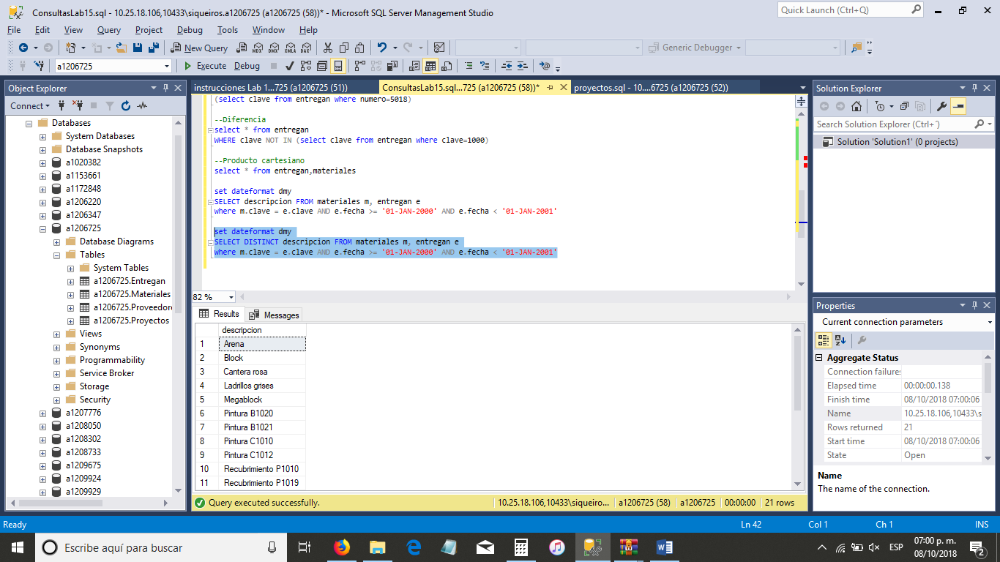 ConsultasLab15.sql - 10.25.18.106,10433\siqueiros.a1206725 (a1206725 (58))* - Microsoft SQL Server Management Studio
Quick Launch (Ctrl+Q)
File Edit View Query Project Debug Tools Window Help
New Query
MDX DMX XMLA DAX
Generic Debugger
a1206725
Execute Debug
Object Explorer
Connect
Databases
System Databases
Database Snapshots
a1020382
a1153661
a1172848
a1206220
a1206347
a1206725
Database Diagrams
Tables
System Tables
a1206725.Entregan
a1206725.Materiales
a1206725.Proveedor
a1206725.Proyectos
Views
Synonyms
Programmability
Service Broker
Storage
Security
a1207776
a1208050
a1208302
a1208733
a1209675
a1209924
a1209929
instrucciones Lab 1...725 (a1206725 (51))
ConsultasLab15.sql...725 (a1206725 (58))*
proyectos.sql - 10....6725 (a1206725 (52))
(select clave from entregan where numero=5018)
--Diferencia
select * from entregan
WHERE clave NOT IN (select clave from entregan where clave=1000)
--Producto cartesiano
select * from entregan,materiales
set dateformat dmy
SELECT descripcion FROM materiales m, entregan e
where m.clave = e.clave AND e.fecha >= '01-JAN-2000' AND e.fecha < '01-JAN-2001'
set dateformat dmy
SELECT DISTINCT descripcion FROM materiales m, entregan e
where m.clave = e.clave AND e.fecha >= '01-JAN-2000' AND e.fecha < '01-JAN-2001'
82 %
Results Messages
descripcion
1 Arena
2 Block
3 Cantera rosa
4 Ladrillos grises
5 Megablock
6 Pintura B1020
7 Pintura B1021
8 Pintura C1010
9 Pintura C1012
10 Recubrimiento P1010
11 Recubrimiento P1019
Query executed successfully.
10.25.18.106,10433\siqueiro... a1206725 (58) a1206725 00:00:00 21 rows
Solution Explorer
Search Solution Explorer (Ctrl+´)
Solution 'Solution1' (0 projects)
Properties
Current connection parameters
Aggregate Status
Connection failures
Elapsed time 00:00:00.138
Finish time 08/10/2018 07:00:06
Name 10.25.18.106,10433\s
Rows returned 21
Start time 08/10/2018 07:00:06
State Open
Name
The name of the connection.
Ready
Ln 42 Col 1 Ch 1 INS
Escribe aquí para buscar
ESP
07:00 p. m.
08/10/2018
2